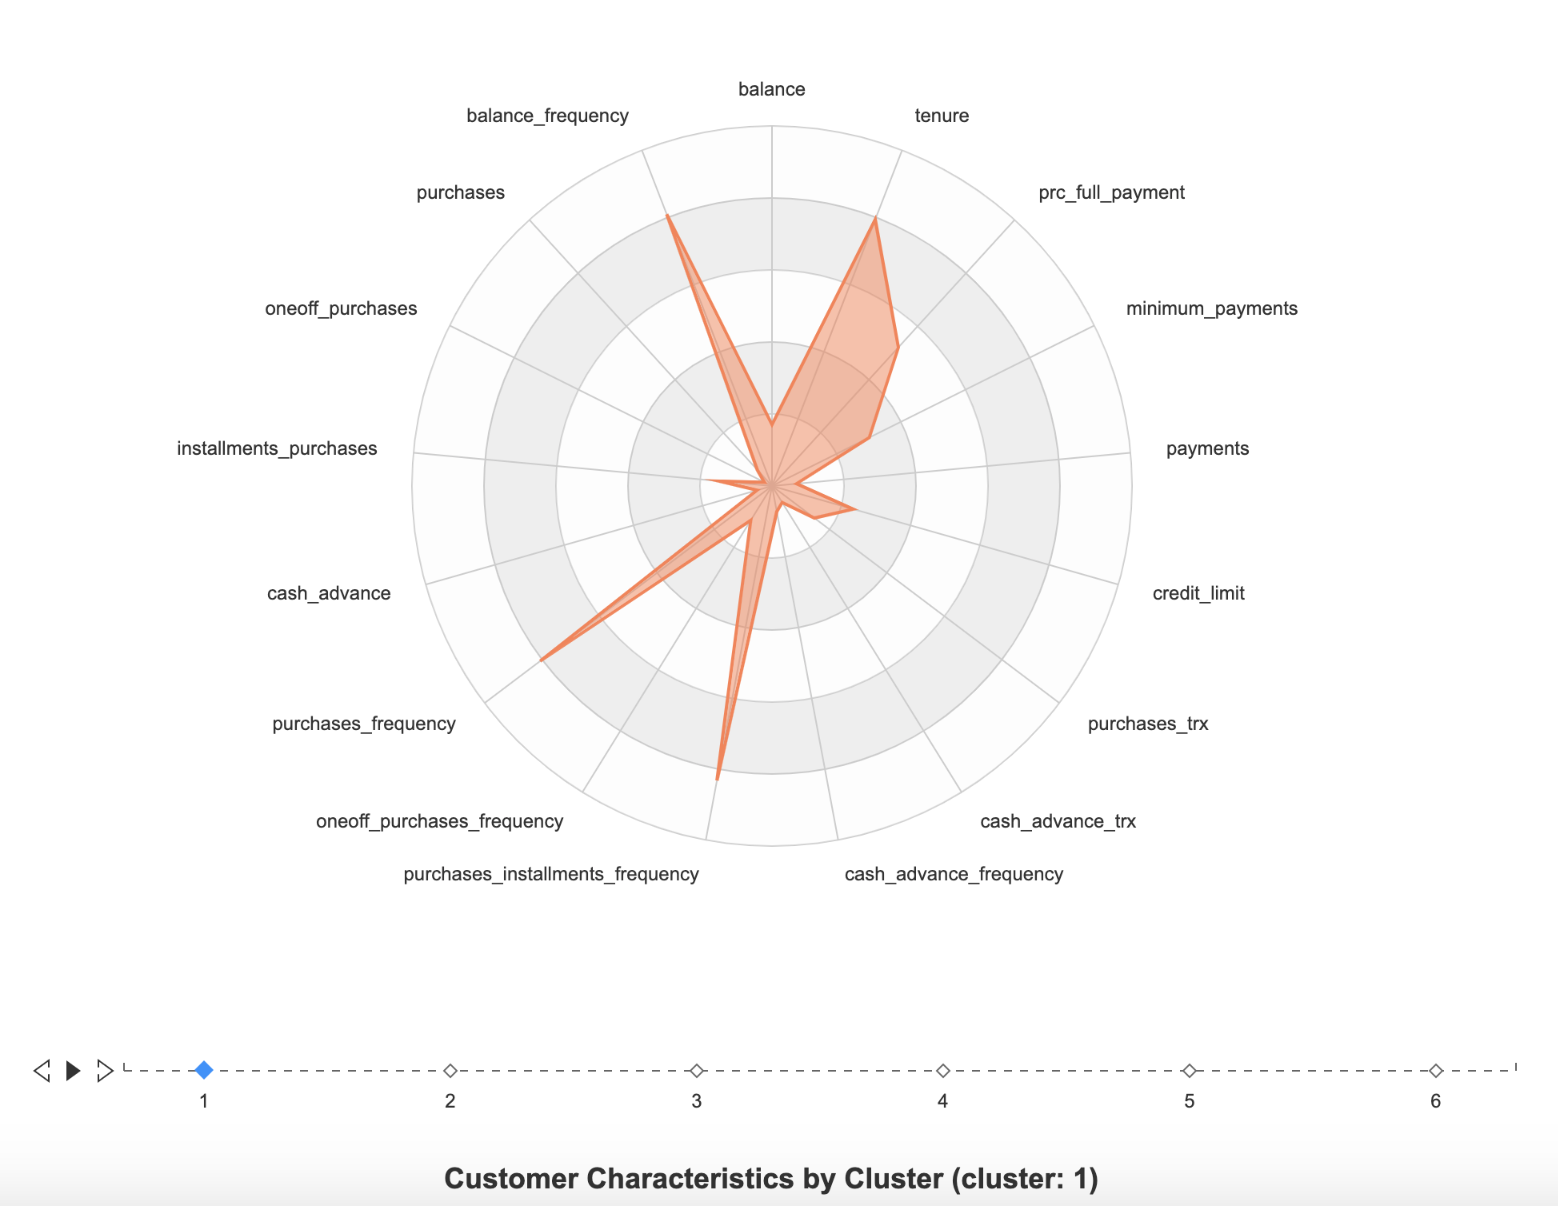 balance
balance_frequency
tenure
purchases
prc_full_payment
oneoff_purchases
minimum_payments
installments_purchases
payments
cash_advance
credit_limit
purchases_frequency
purchases_trx
oneoff_purchases_frequency
cash_advance_trx
purchases_installments_frequency
cash_advance_frequency
1 2 3 4 5 6
Customer Characteristics by Cluster (cluster: 1)